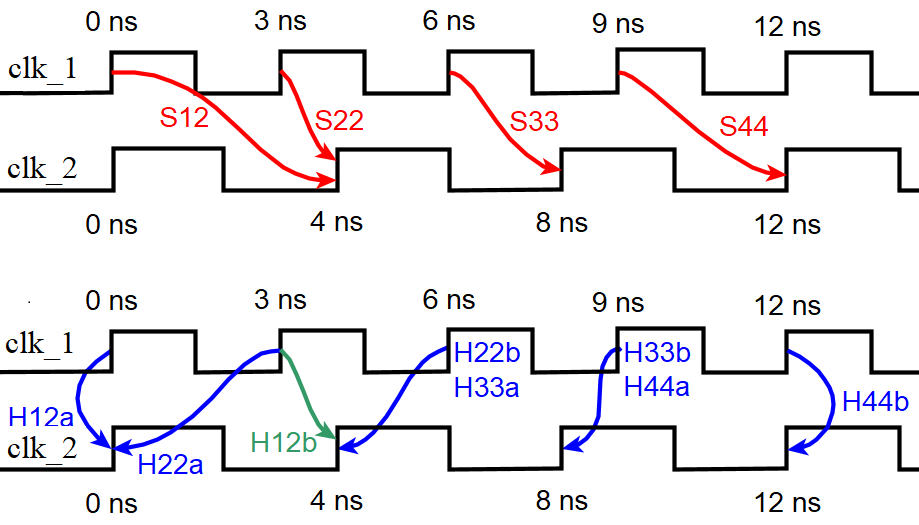 0 ns 3 ns 6 ns 9 ns 12 ns
clk_1
S12 S22 S33 S44
clk_2
0 ns 4 ns 8 ns 12 ns
0 ns 3 ns 6 ns 9 ns 12 ns
clk_1
H22b H33b
H33a H44a
H12a H44b
H12b
clk_2
H22a
0 ns 4 ns 8 ns 12 ns